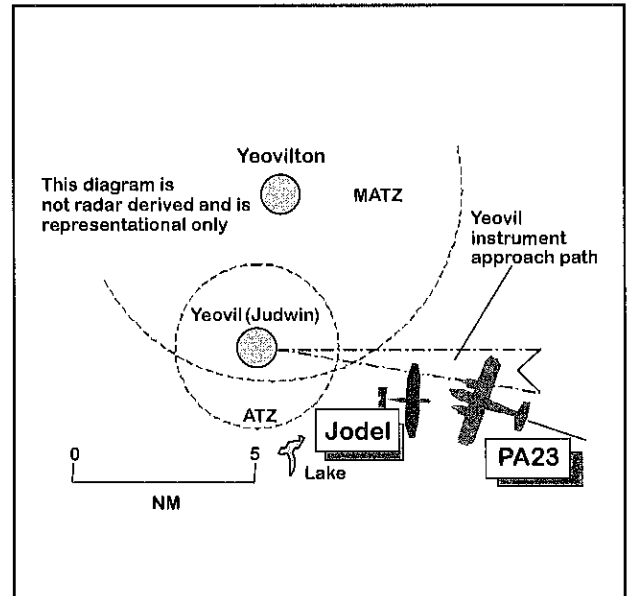 Yeovilton
This diagram is
not radar derived and is
representational only
MATZ
Yeovil
instrument
approach path
Yeovil (Judwin)
ATZ
Jodel
PA23
0
5
Lake
NM